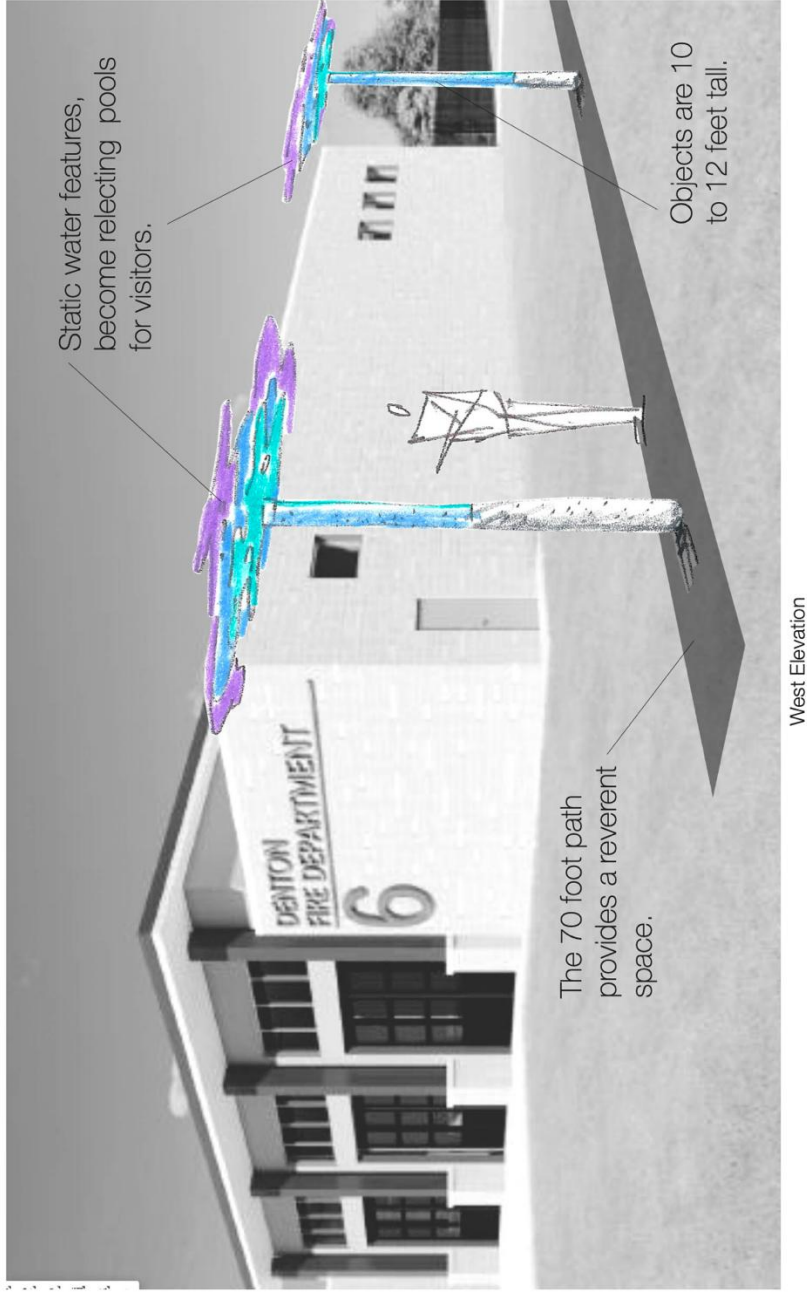 Static water features,
become relecting pools
for visitors.
DENTON
FIRE DEPARTMENT
6
Objects are 10
to 12 feet tall.
The 70 foot path
provides a reverent
space.
West Elevation